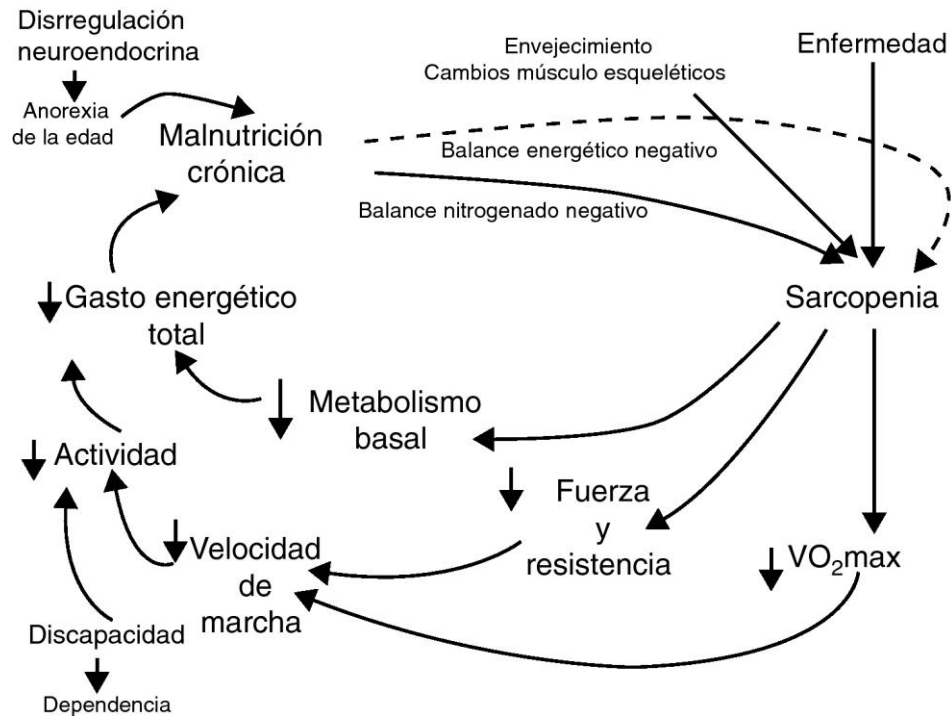 Disrregulación
neuroendocrina
Anorexia
de la edad
Malnutrición
crónica
Envejecimiento
Cambios músculo esqueléticos
Enfermedad
Balance energético negativo
Balance nitrogenado negativo
Sarcopenia
Gasto energético
total
Metabolismo
basal
Actividad
Fuerza
y
resistencia
VO₂max
Velocidad
de
marcha
Discapacidad
Dependencia